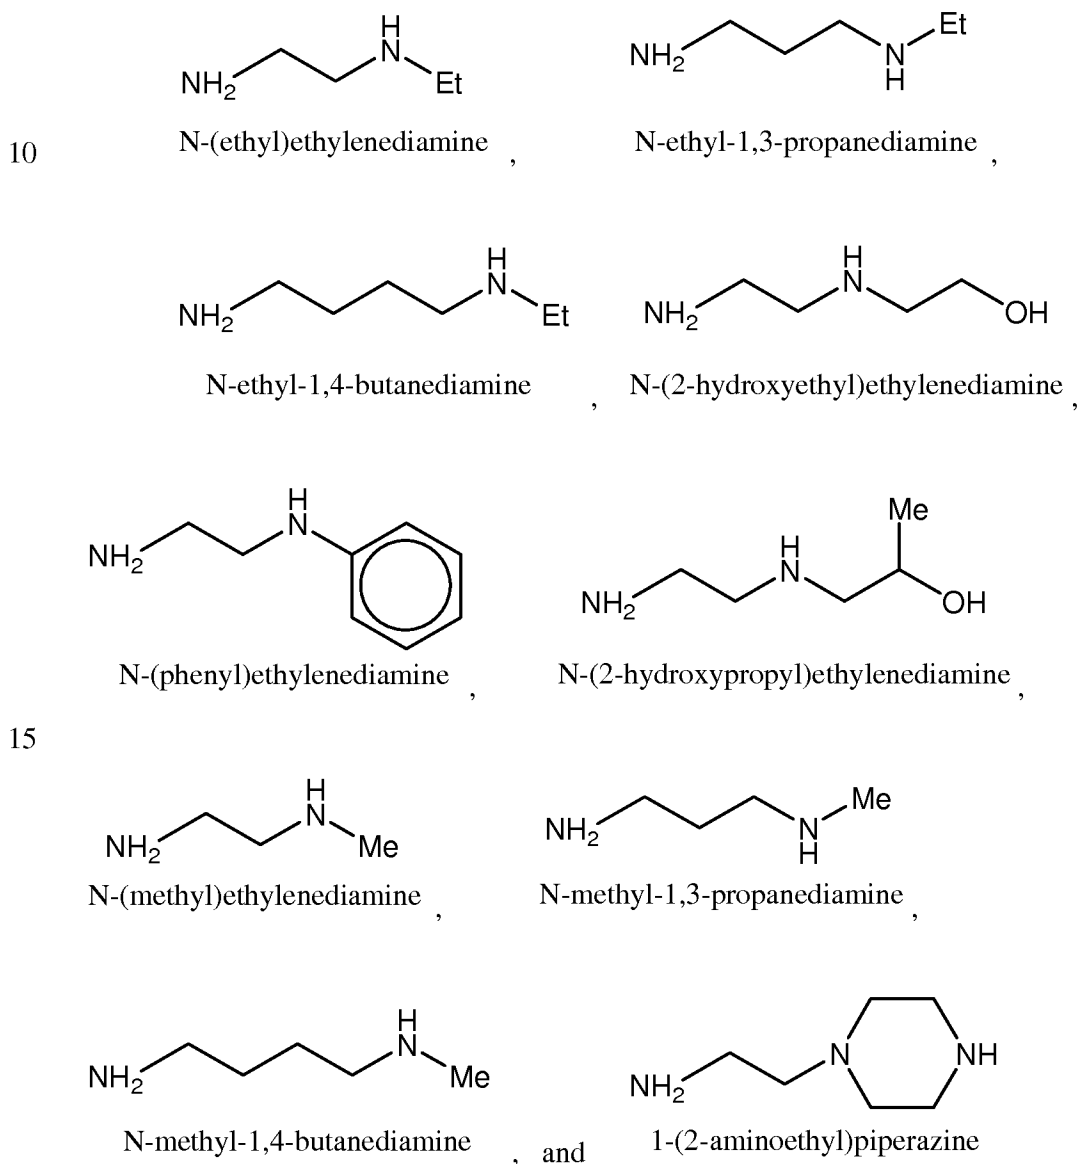 H
N
Et
NH2
Et
NH2
N
H
10
N-(ethyl)ethylenediamine , N-ethyl-1,3-propanediamine ,
H
N
NH2
Et
H
N
NH2
OH
N-ethyl-1,4-butanediamine , N-(2-hydroxyethyl)ethylenediamine ,
H
N
NH2
Me
H
N
NH2
OH
N-(phenyl)ethylenediamine , N-(2-hydroxypropyl)ethylenediamine ,
15
H
N
NH2
Me
Me
NH2
N
H
N-(methyl)ethylenediamine , N-methyl-1,3-propanediamine ,
H
N
NH2
Me
N
NH
NH2
N-methyl-1,4-butanediamine , and 1-(2-aminoethyl)piperazine